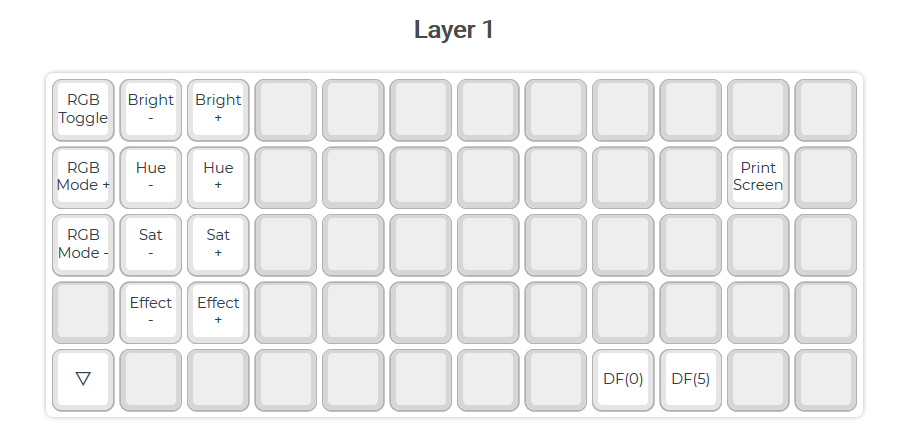 Layer 1
RGB
Toggle
Bright
-
Bright
+
RGB
Mode +
Hue
-
Hue
+
Print
Screen
RGB
Mode -
Sat
-
Sat
+
Effect
-
Effect
+
▽
DF(0)
DF(5)